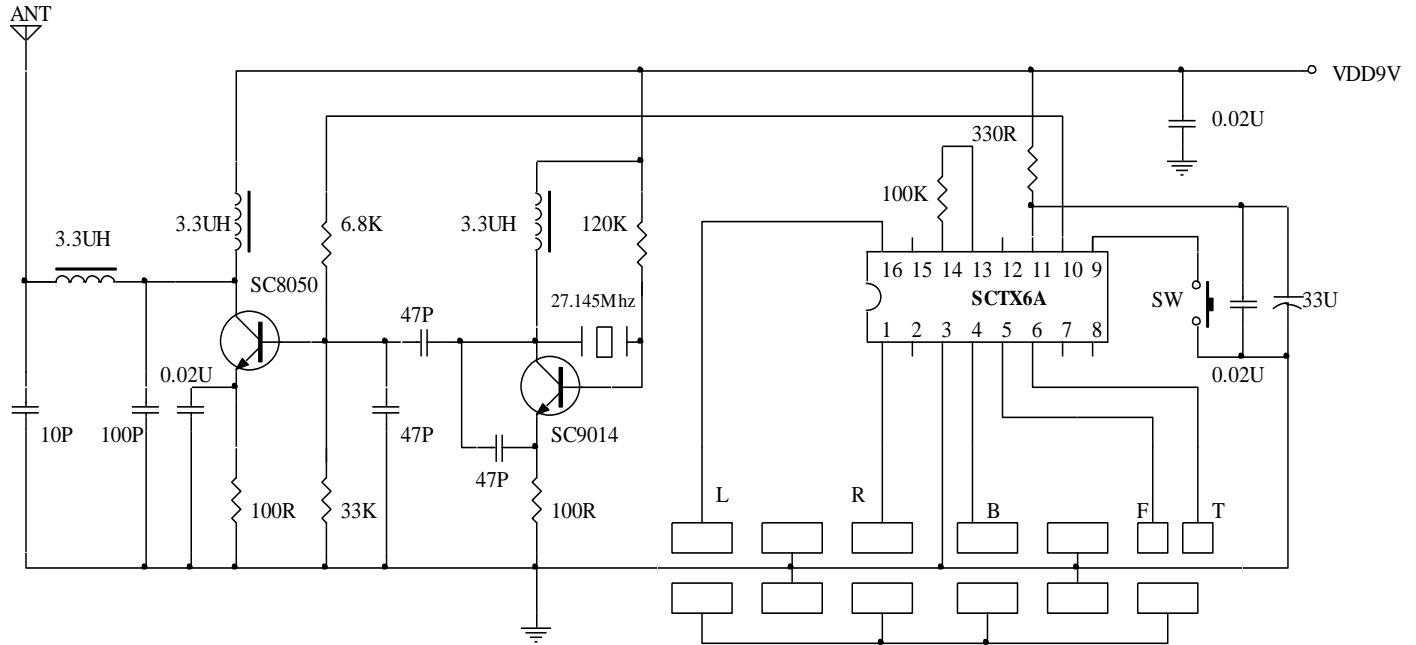 ANT
VDD9V
0.02U
330R
100K
3.3UH
6.8K
3.3UH
120K
3.3UH
16 15 14 13 12 11 10 9
SCTX6A
1 2 3 4 5 6 7 8
SC8050
27.145Mhz
SW
33U
47P
0.02U
0.02U
10P
100P
47P
SC9014
47P
L
R
B
F
T
100R
33K
100R